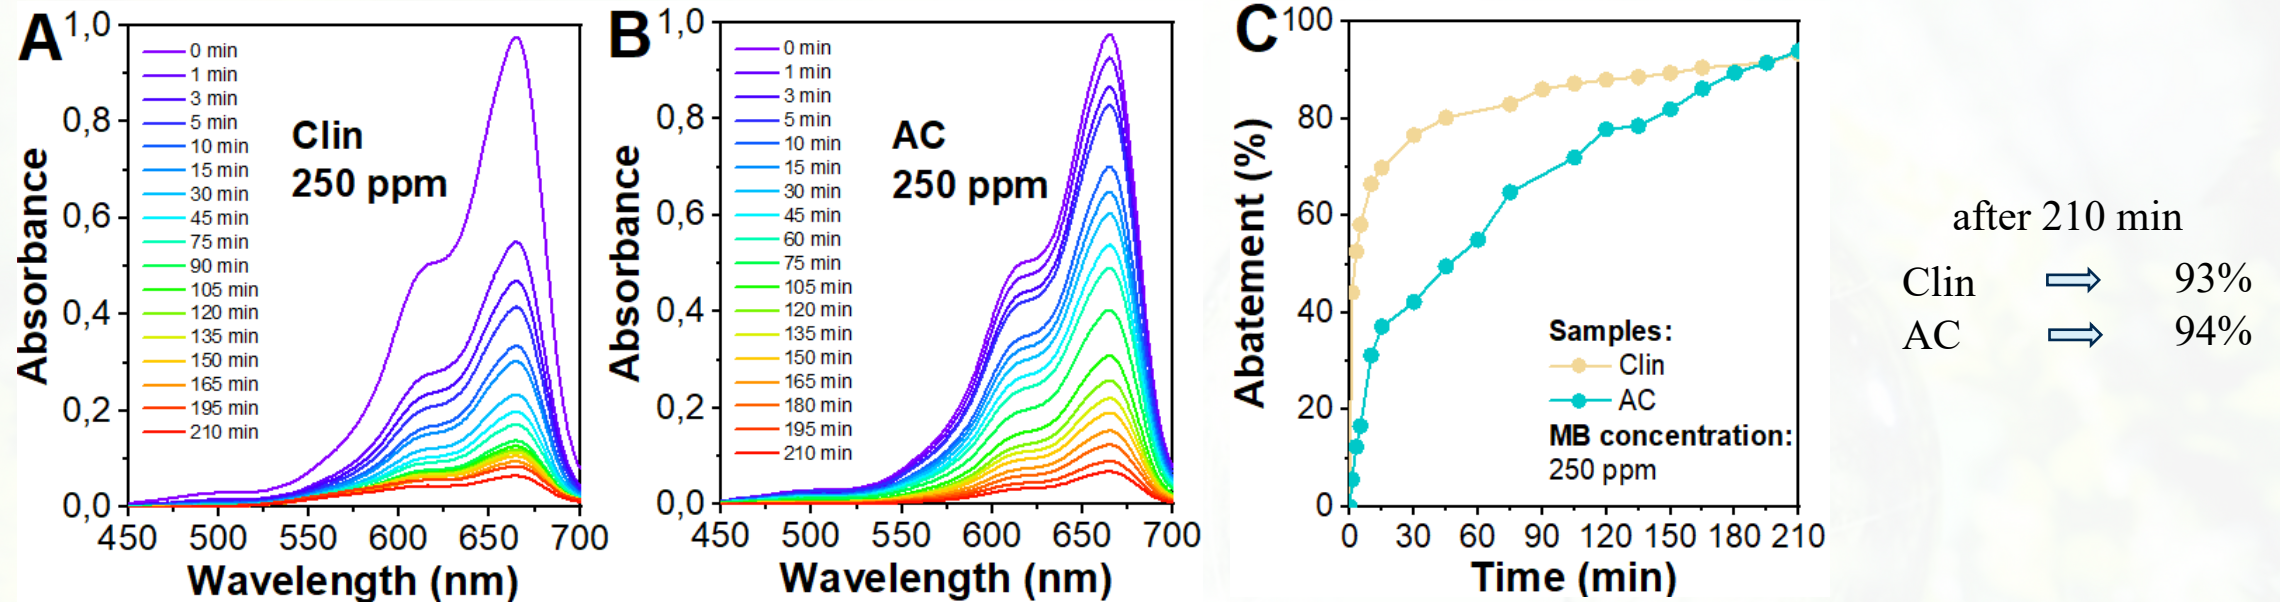 A
1,0
0,8
0,6
0,4
0,2
0,0
Absorbance
0 min
1 min
3 min
5 min
10 min
15 min
30 min
45 min
75 min
90 min
105 min
120 min
135 min
150 min
165 min
195 min
210 min
Clin
250 ppm
450 500 550 600 650 700
Wavelength (nm)
B
1,0
0,8
0,6
0,4
0,2
0,0
Absorbance
0 min
1 min
3 min
5 min
10 min
15 min
30 min
45 min
60 min
75 min
105 min
120 min
135 min
150 min
165 min
180 min
195 min
210 min
AC
250 ppm
450 500 550 600 650 700
Wavelength (nm)
C
100
80
60
40
20
0
Abatement (%)
Samples:
Clin
AC
MB concentration:
250 ppm
0 30 60 90 120 150 180 210
Time (min)
after 210 min
Clin 93%
AC 94%